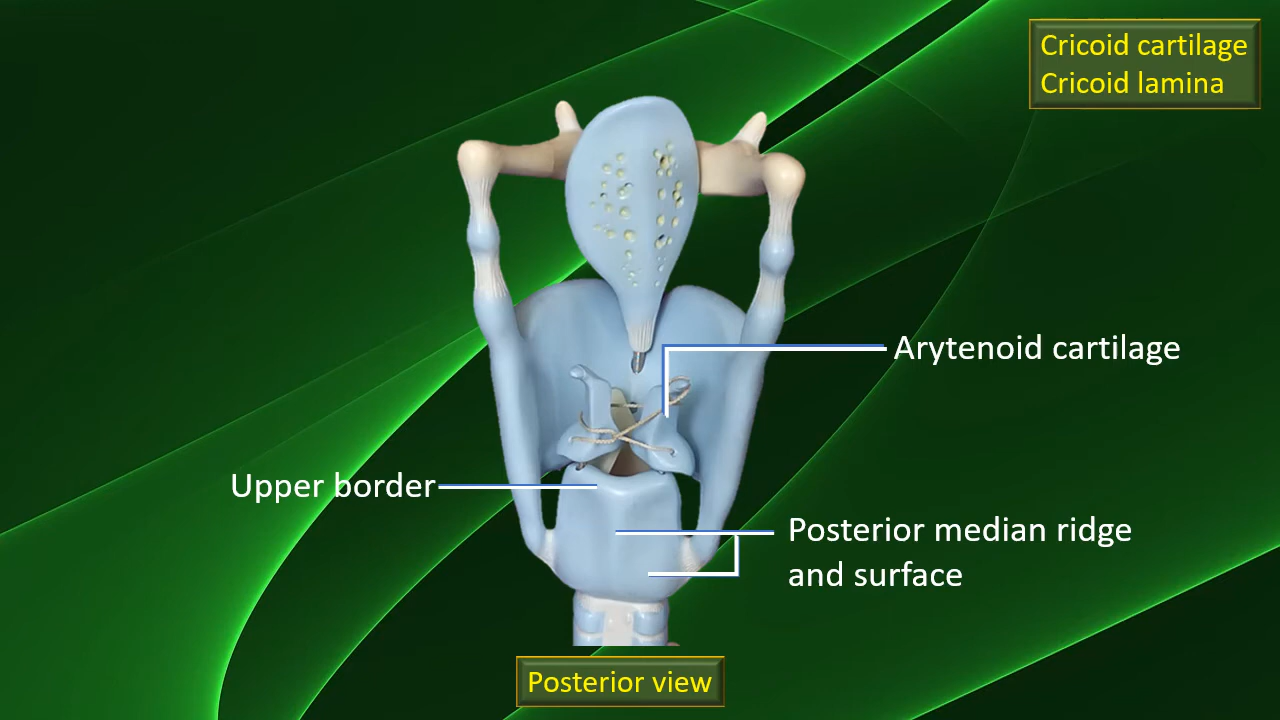 Cricoid cartilage
Cricoid lamina
Arytenoid cartilage
Upper border
Posterior median ridge
and surface
Posterior view